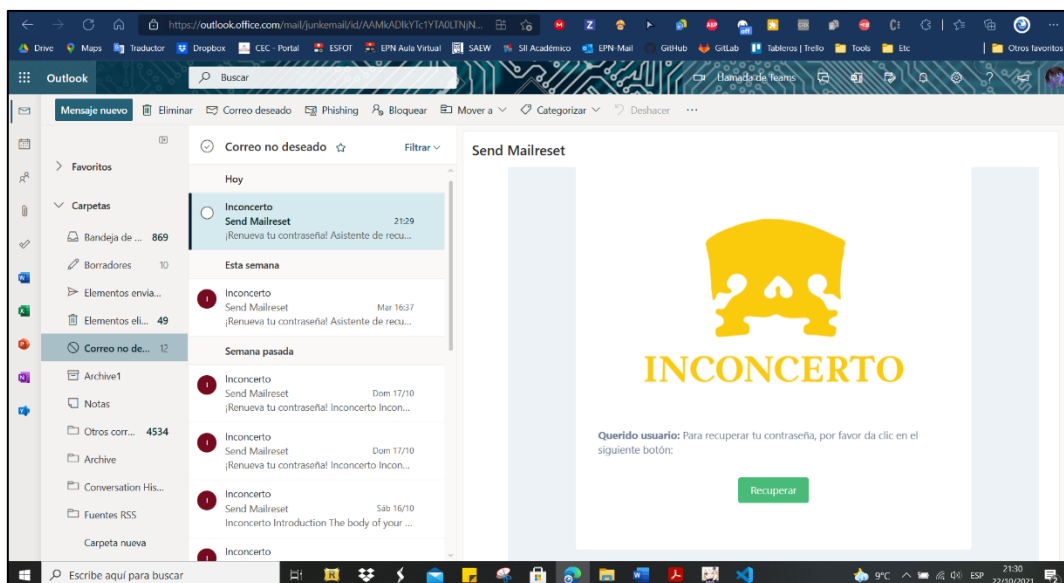 https://outlook.office.com/mail/junkemail/id/AAMkADlkYTc1YTA0LTNjN...
Drive Maps Traductor Dropbox CEC - Portal ESFOT EPN Aula Virtual SAEW SII Académico EPN-Mail GitHub GitLab Tableros | Trello Tools Etc Otros favoritos
Outlook Buscar Llamada de Teams
Mensaje nuevo Eliminar Correo deseado Phishing Bloquear Mover a Categorizar Deshacer ...
Favoritos
Carpetas
Bandeja de ... 869
Borradores 10
Elementos envia...
Elementos eli... 49
Correo no de... 12
Archive1
Notas
Otros corr... 4534
Archive
Conversation His...
Fuentes RSS
Carpeta nueva
Correo no deseado Filtrar
Hoy
Inconcerto
Send Mailreset 21:29
¡Renueva tu contraseña! Asistente de recu...
Esta semana
Inconcerto
Send Mailreset Mar 16:37
¡Renueva tu contraseña! Asistente de recu...
Semana pasada
Inconcerto
Send Mailreset Dom 17/10
¡Renueva tu contraseña! Inconcerto Incon...
Inconcerto
Send Mailreset Dom 17/10
¡Renueva tu contraseña! Inconcerto Incon...
Inconcerto
Send Mailreset Sáb 16/10
Inconcerto Introduction The body of your ...
Inconcerto
Send Mailreset
INCONCERTO
Querido usuario: Para recuperar tu contraseña, por favor da clic en el
siguiente botón:
Recuperar
Escribe aquí para buscar
9°C ESP 21:30
22/10/2021